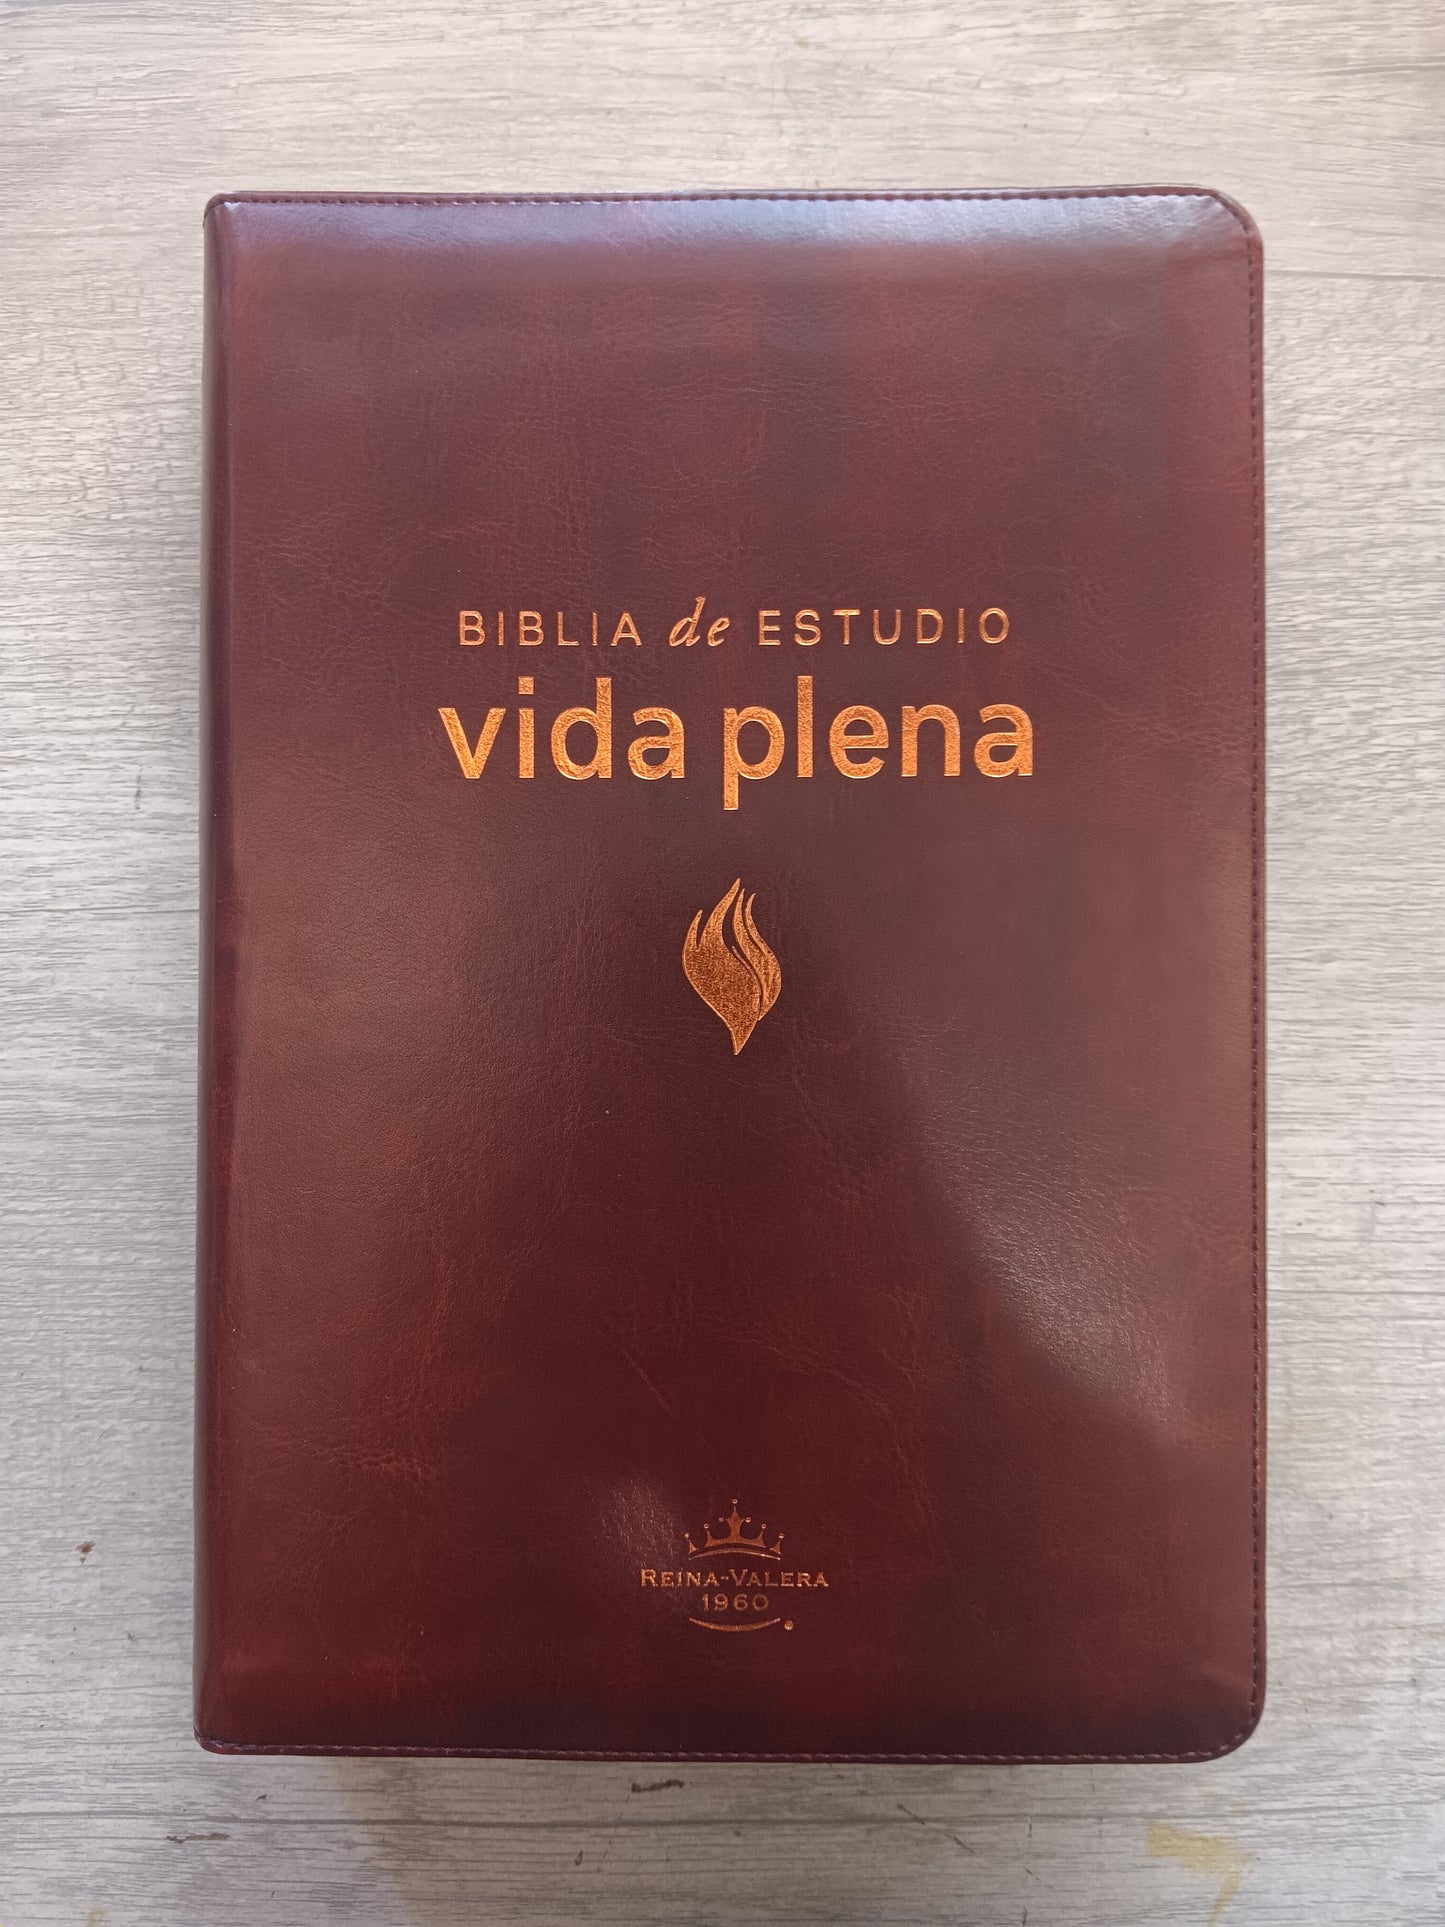 BIBLIA de ESTUDIO
vida plena
REINA-VALERA
1960